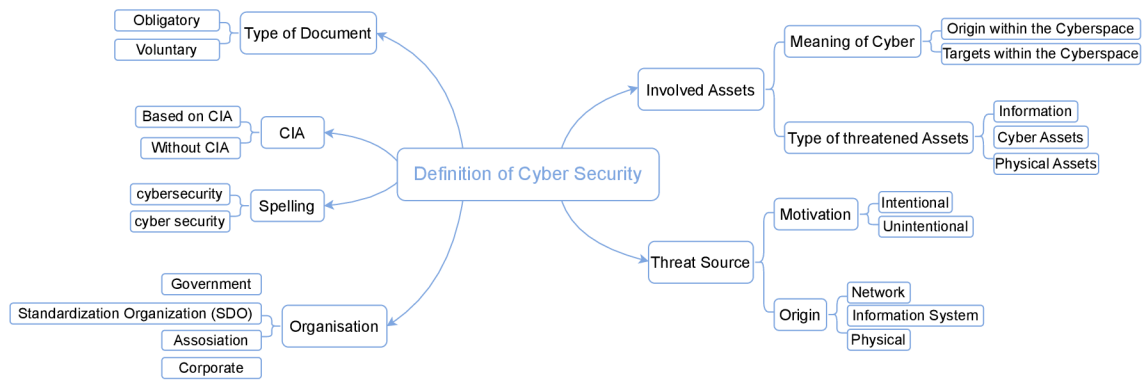 Type of Document
Obligatory
Voluntary
CIA
Based on CIA
Without CIA
Spelling
cybersecurity
cyber security
Organisation
Government
Standardization Organization (SDO)
Assosiation
Corporate
Definition of Cyber Security
Involved Assets
Meaning of Cyber
Origin within the Cyberspace
Targets within the Cyberspace
Type of threatened Assets
Information
Cyber Assets
Physical Assets
Threat Source
Motivation
Intentional
Unintentional
Origin
Network
Information System
Physical